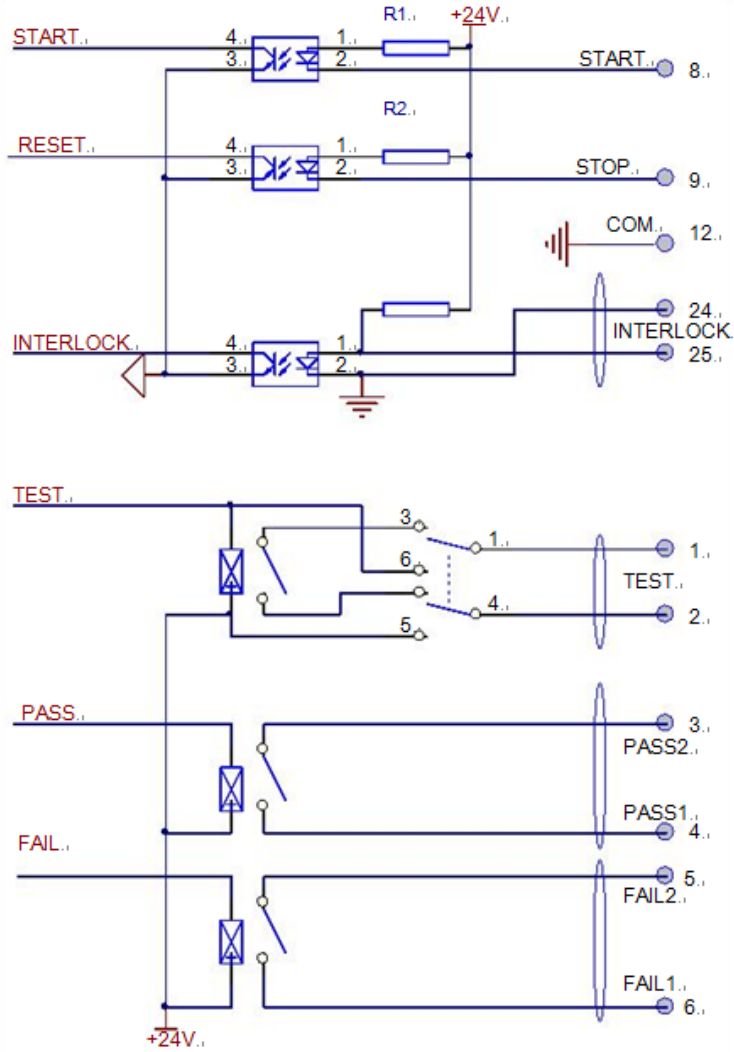 R1.
+24V.
START.
4.
1.
3.
2.
START.
8.
R2.
RESET.
4.
1.
3.
2.
STOP.
9.
COM.
12.
24.
INTERLOCK.
INTERLOCK.
4.
1.
3.
2.
25.
TEST.
3
1.
1.
6
TEST.
4.
2.
5
PASS.
3.
PASS2.
PASS1.
4.
FAIL.
5.
FAIL2.
FAIL1.
6.
+24V.